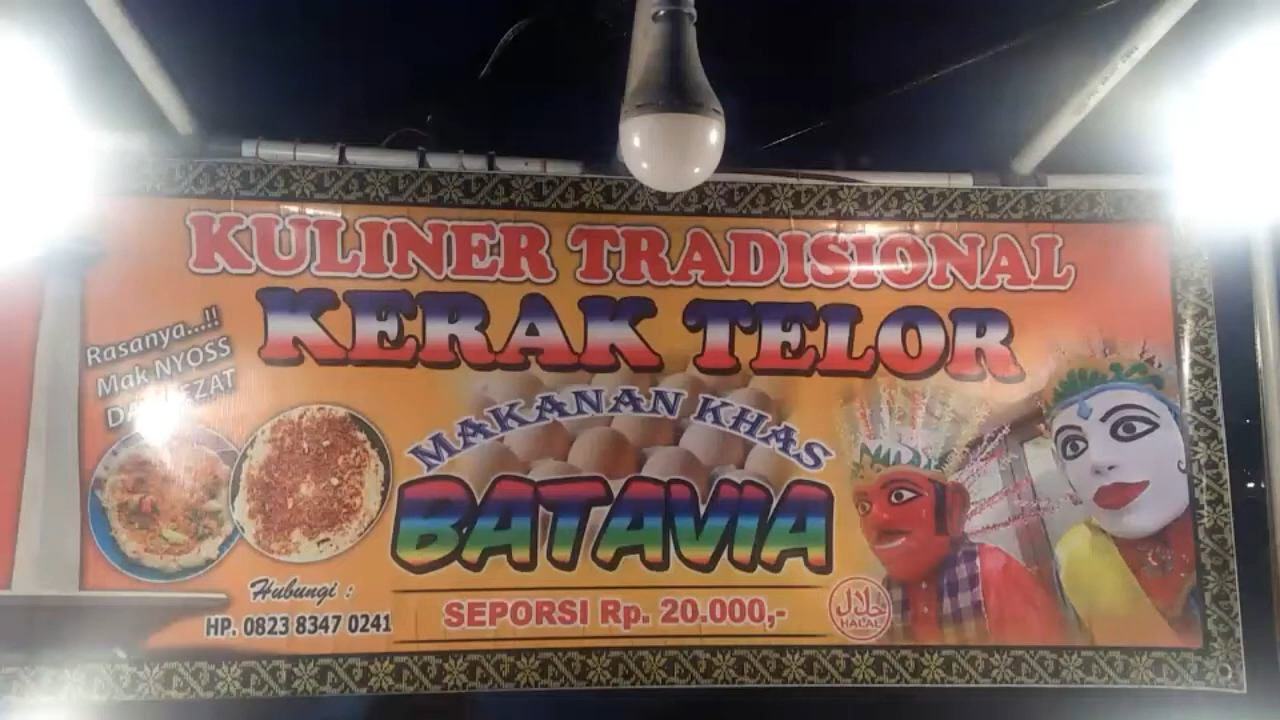 KULINER TRADISIONAL
KERAK TELOR
Rasanya...!!
Mak NYOSS
MAKANAN KHAS
BATAVIA
Hubungi :
HP. 0823 8347 0241
SEPORSI Rp. 20.000,-
حلال
HALAL